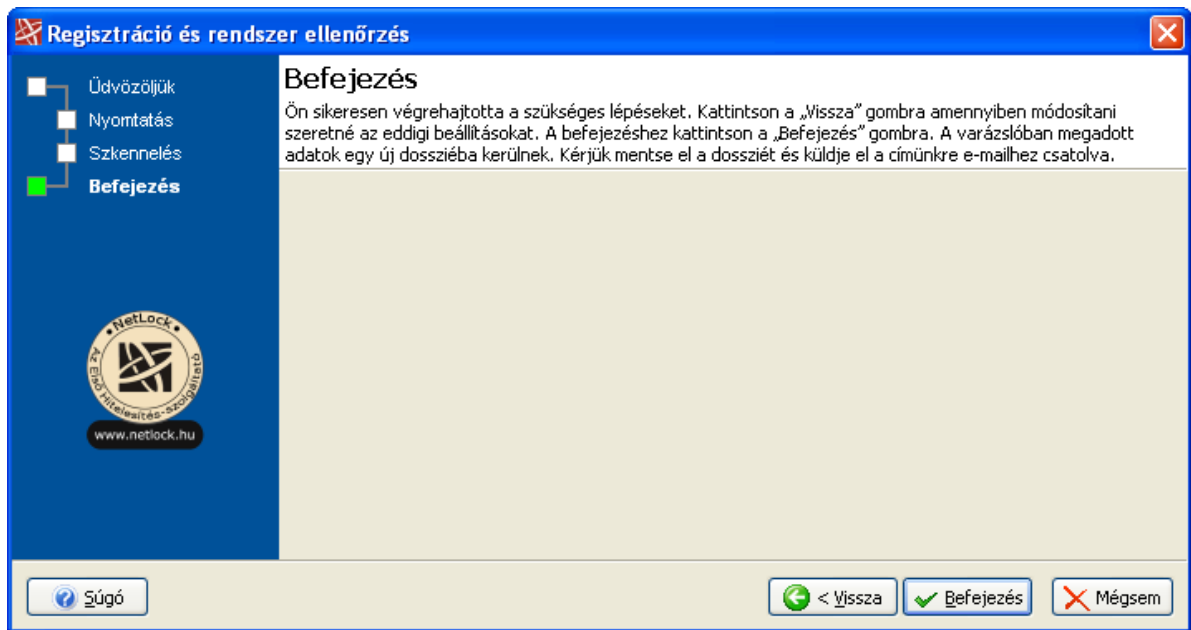 Regisztráció és rendszer ellenőrzés
Üdvözöljük
Nyomtatás
Szkennelés
Befejezés
Befejezés
Ön sikeresen végrehajtotta a szükséges lépéseket. Kattintson a „Vissza” gombra amennyiben módosítani
szeretné az eddigi beállításokat. A befejezéshez kattintson a „Befejezés” gombra. A varázslóban megadott
adatok egy új dossziéba kerülnek. Kérjük mentse el a dossziét és küldje el a címünkre e-mailhez csatolva.
NetLock
Az Első Hitelesítés-szolgáltató
www.netlock.hu
Súgó
< Vissza
Befejezés
Mégsem